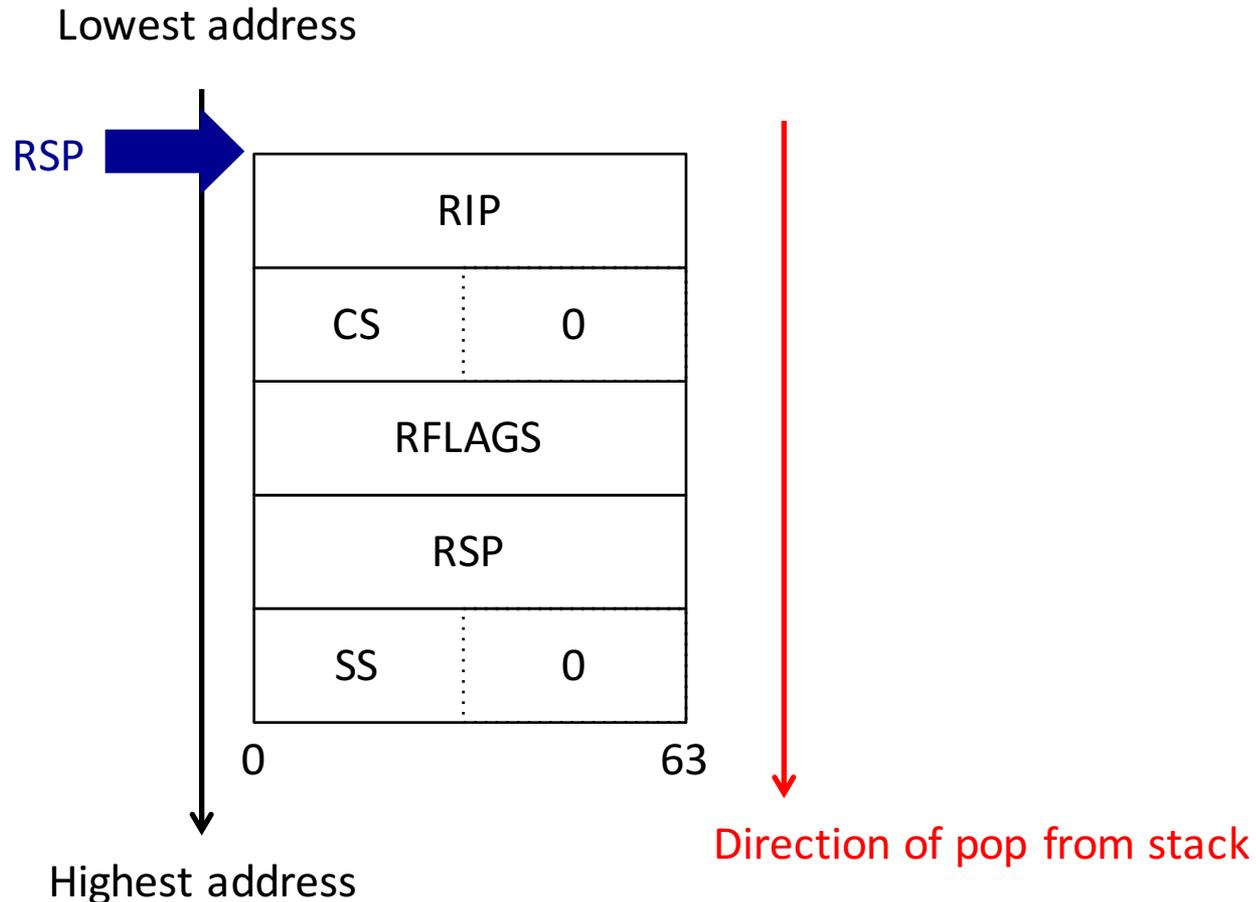 Lowest address
RSP
RIP
CS 0
RFLAGS
RSP
SS 0
0 63
Direction of pop from stack
Highest address